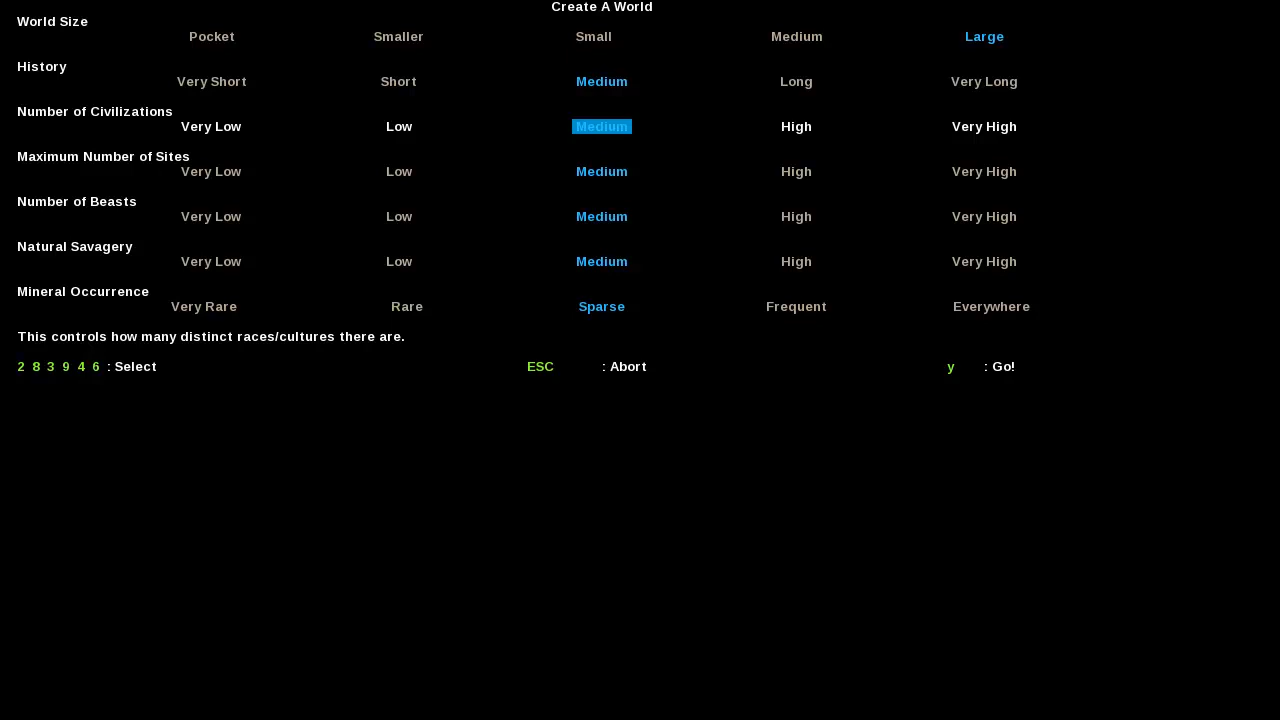 Create A World
World Size
Pocket Smaller Small Medium Large
History
Very Short Short Medium Long Very Long
Number of Civilizations
Very Low Low Medium High Very High
Maximum Number of Sites
Very Low Low Medium High Very High
Number of Beasts
Very Low Low Medium High Very High
Natural Savagery
Very Low Low Medium High Very High
Mineral Occurrence
Very Rare Rare Sparse Frequent Everywhere
This controls how many distinct races/cultures there are.
2 8 3 9 4 6 : Select ESC : Abort y : Go!